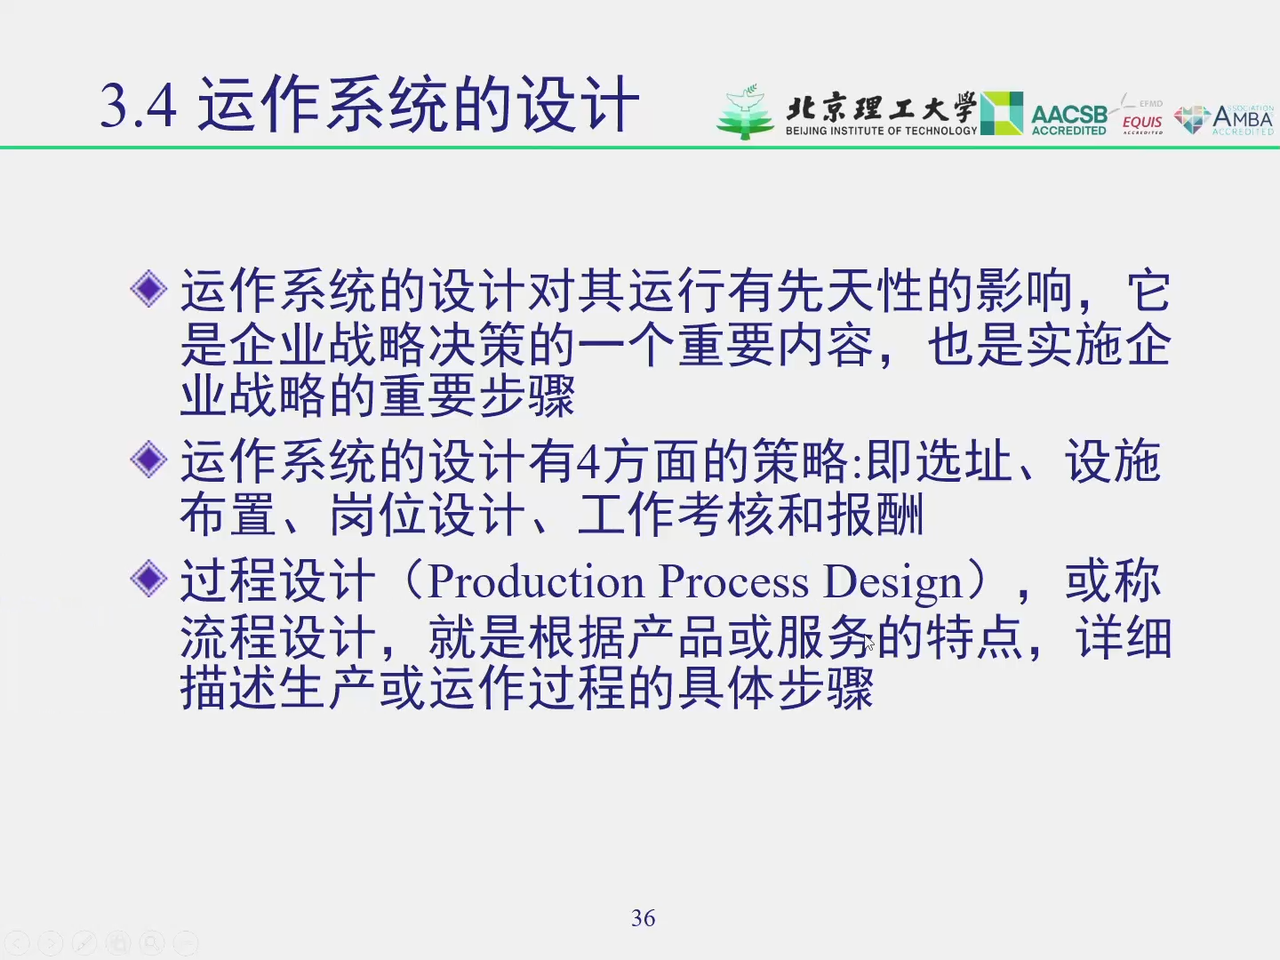 3.4 运作系统的设计
北京理工大学
BEIJING INSTITUTE OF TECHNOLOGY
AACSB
ACCREDITED
EFMD
EQUIS
ACCREDITED
ASSOCIATION
AMBA
ACCREDITED
运作系统的设计对其运行有先天性的影响，它
是企业战略决策的一个重要内容，也是实施企
业战略的重要步骤
运作系统的设计有4方面的策略:即选址、设施
布置、岗位设计、工作考核和报酬
过程设计（Production Process Design），或称
流程设计，就是根据产品或服务的特点，详细
描述生产或运作过程的具体步骤
36